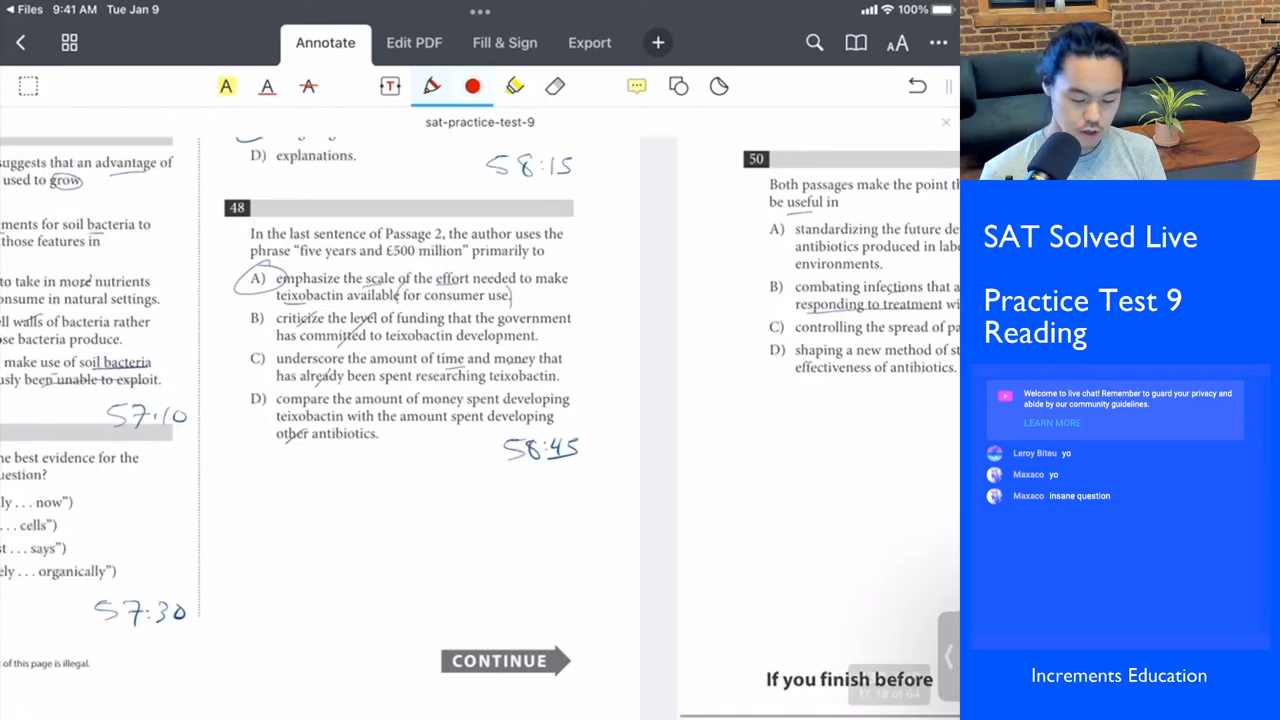 Files 9:41 AM Tue Jan 9
100%
Annotate Edit PDF Fill & Sign Export
sat-practice-test-9
uggests that an advantage of
used to grow
ments for soil bacteria to
those features in
to take in more nutrients
onsume in natural settings.
ell walls of bacteria rather
ose bacteria produce.
make use of soil bacteria
usly been unable to exploit.
57:10
he best evidence for the
uestion?
ly . . . now”)
. . . cells”)
st . . . says”)
ely . . . organically”)
57:30
of this page is illegal.
D) explanations.
58:15
48
In the last sentence of Passage 2, the author uses the
phrase “five years and £500 million” primarily to
A) emphasize the scale of the effort needed to make
teixobactin available for consumer use.
B) criticize the level of funding that the government
has committed to teixobactin development.
C) underscore the amount of time and money that
has already been spent researching teixobactin.
D) compare the amount of money spent developing
teixobactin with the amount spent developing
other antibiotics.
58:45
CONTINUE
50
Both passages make the point th
be useful in
A) standardizing the future de
antibiotics produced in lab
environments.
B) combating infections that a
responding to treatment wi
C) controlling the spread of pa
D) shaping a new method of st
effectiveness of antibiotics.
17, 18 of 64
If you finish before
SAT Solved Live
Practice Test 9
Reading
Welcome to live chat! Remember to guard your privacy and
abide by our community guidelines.
LEARN MORE
Leroy Biteu yo
Maxaco yo
Maxaco insane question
Increments Education